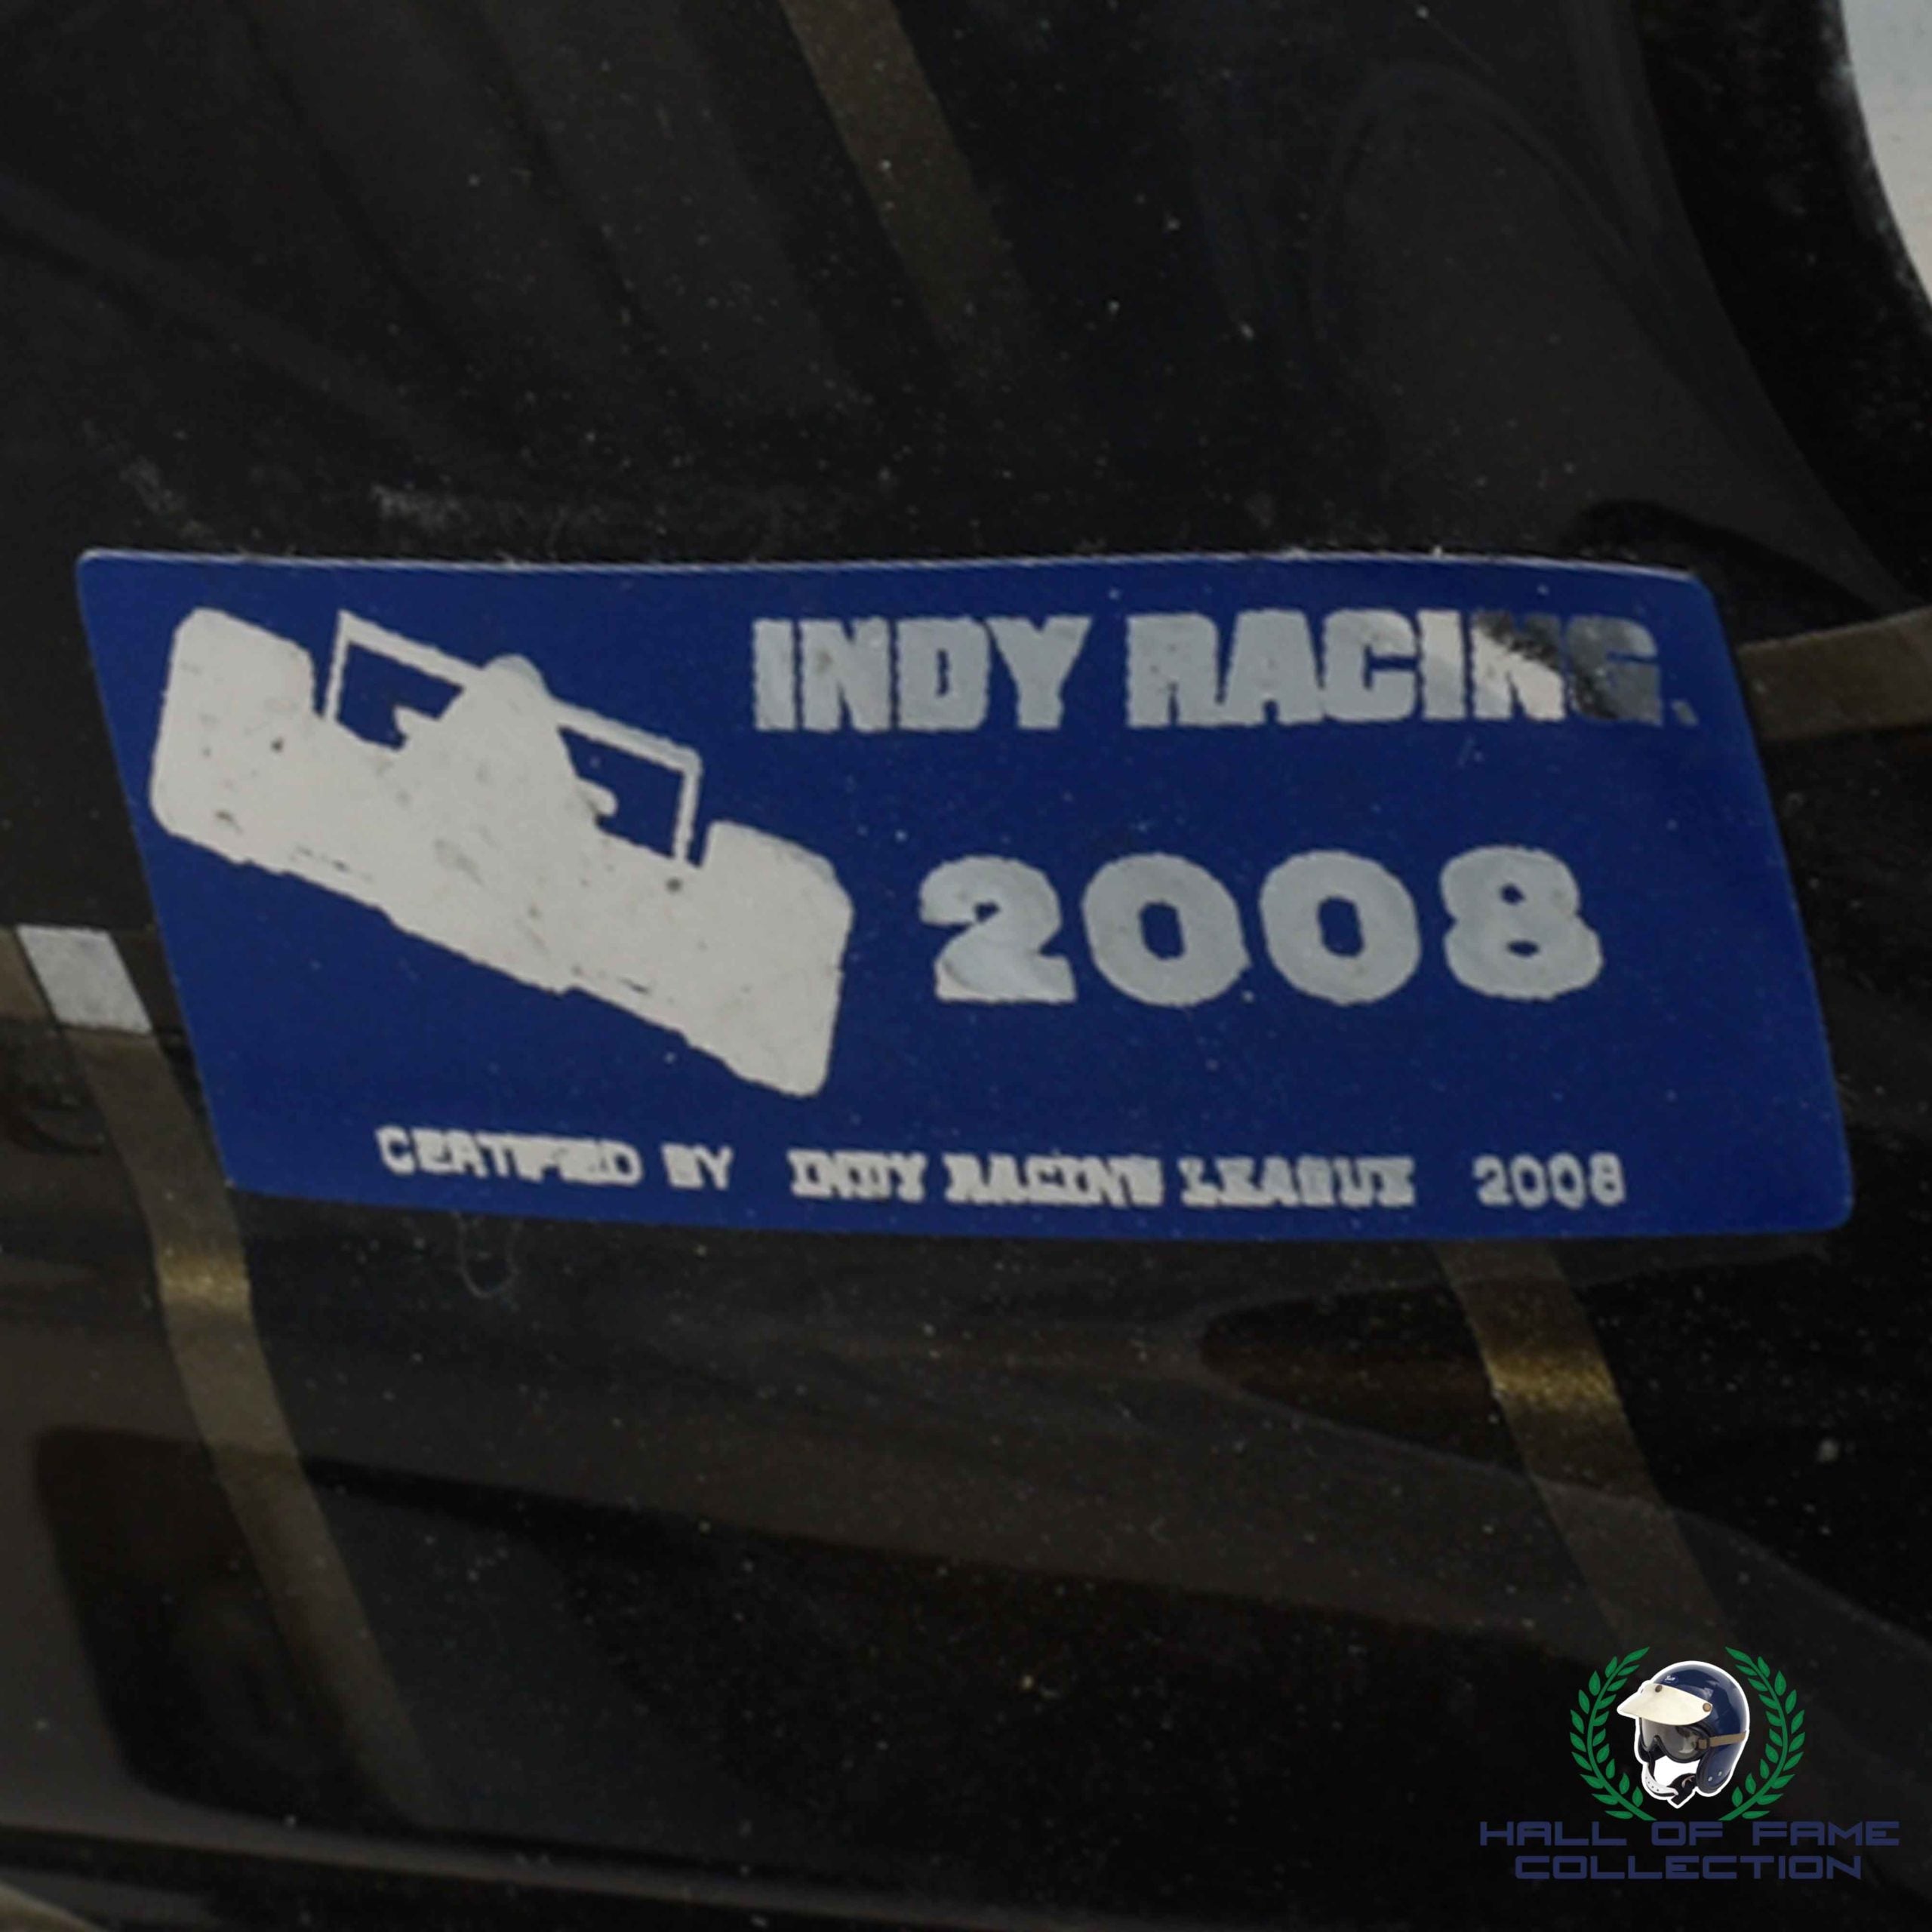 INDY RACING.
2008
CERTIFIED BY INDY RACING LEAGUE 2008
HALL OF FAME
COLLECTION